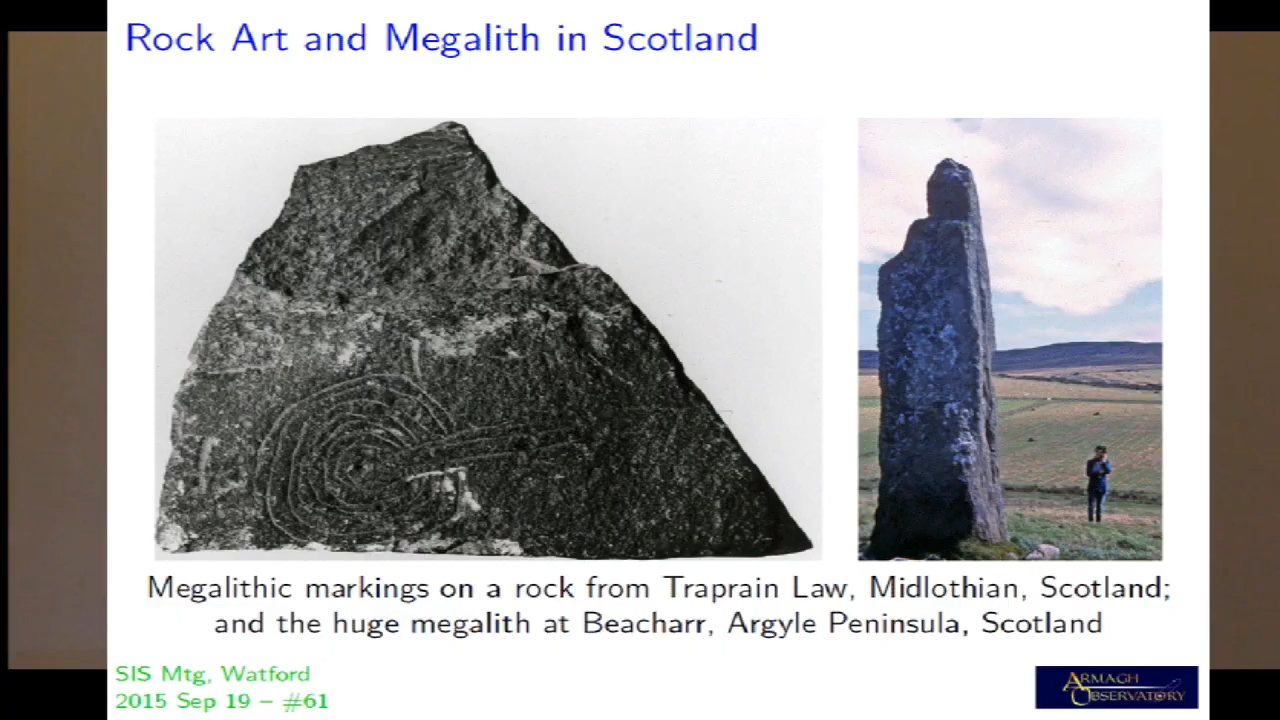 Rock Art and Megalith in Scotland
Megalithic markings on a rock from Traprain Law, Midlothian, Scotland;
and the huge megalith at Beacharr, Argyle Peninsula, Scotland
SIS Mtg, Watford
2015 Sep 19 – #61
ARMAGH
OBSERVATORY